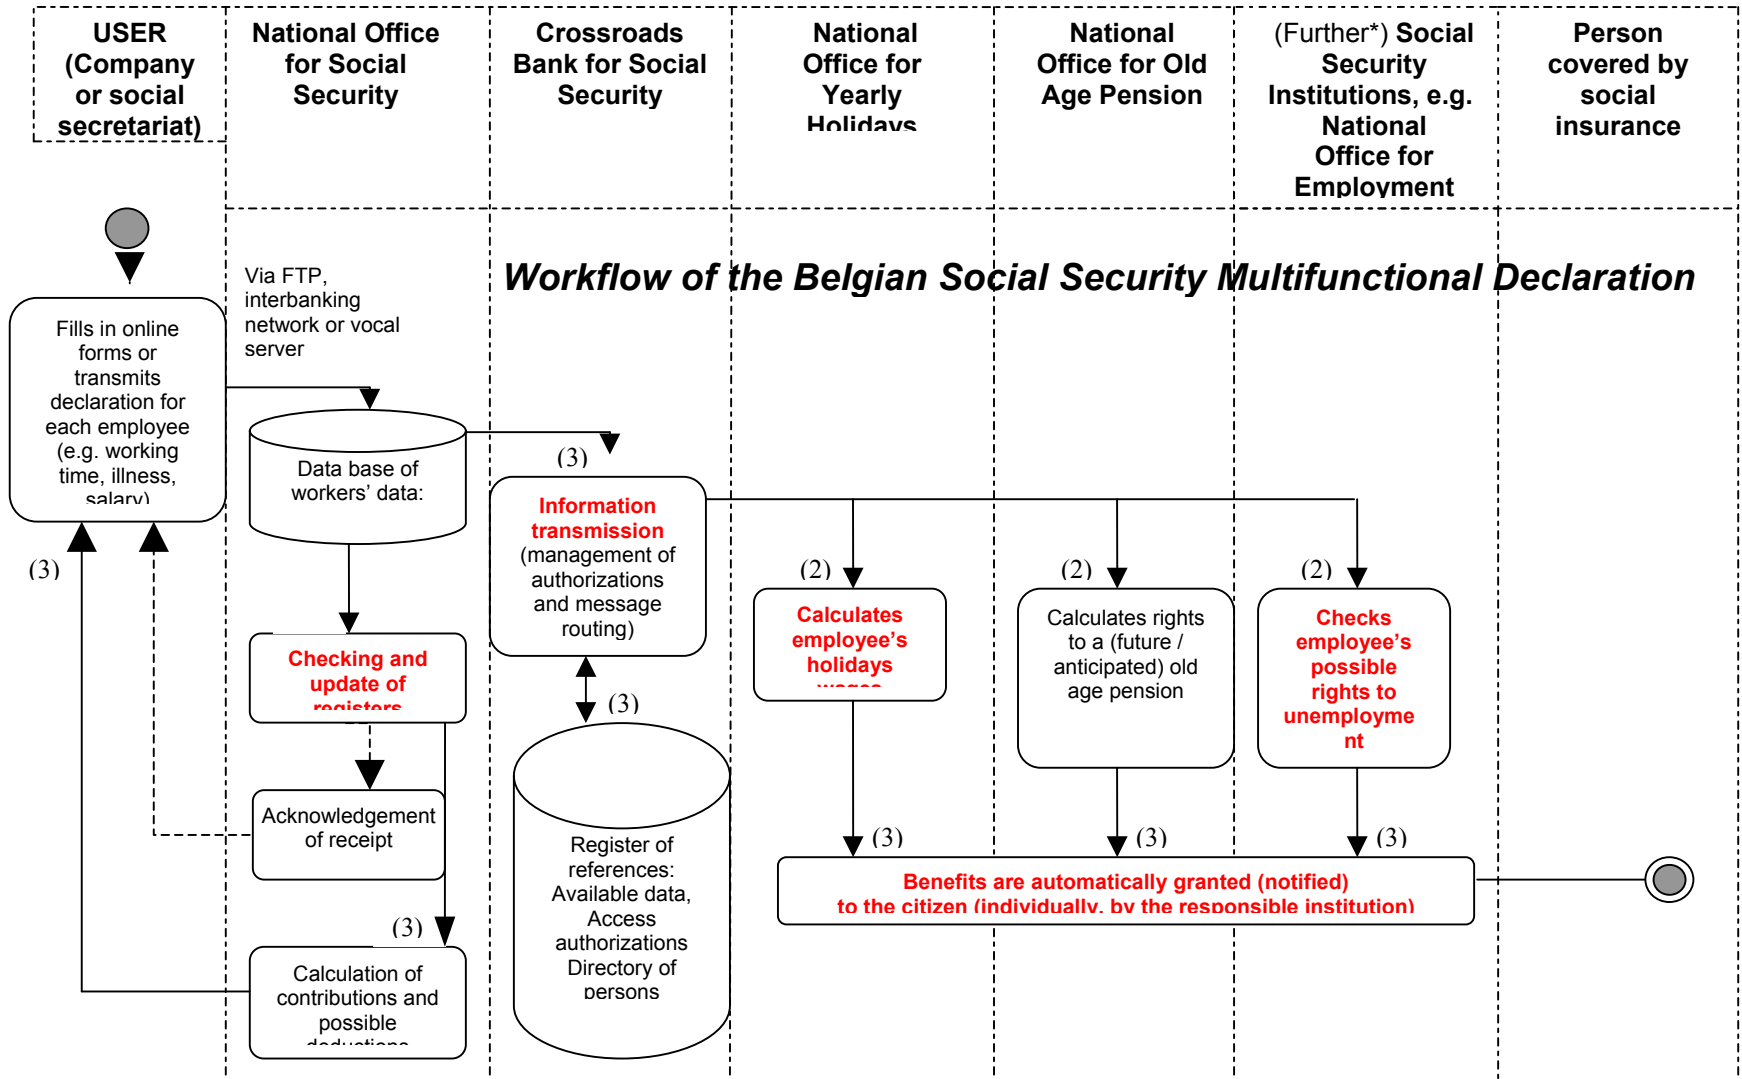 USER
(Company
or social
secretariat)
National Office
for Social
Security
Crossroads
Bank for Social
Security
National
Office for
Yearly
Holidays
National
Office for Old
Age Pension
(Further*) Social
Security
Institutions, e.g.
National
Office for
Employment
Person
covered by
social
insurance
Workflow of the Belgian Social Security Multifunctional Declaration
Via FTP,
interbanking
network or vocal
server
Fills in online
forms or
transmits
declaration for
each employee
(e.g. working
time, illness,
salary)
(3)
Data base of
workers’ data:
Checking and
update of
registers
Acknowledgement
of receipt
(3)
Calculation of
contributions and
possible
deductions
(3)
Information
transmission
(management of
authorizations
and message
routing)
(3)
Register of
references:
Available data,
Access
authorizations
Directory of
persons
(2)
Calculates
employee’s
holidays
wages
(2)
Calculates rights
to a (future /
anticipated) old
age pension
(2)
Checks
employee’s
possible
rights to
unemployme
nt
(3)
(3)
(3)
Benefits are automatically granted (notified)
to the citizen (individually, by the responsible institution)